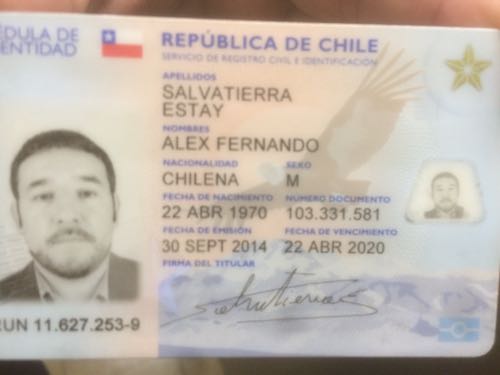 ÉDULA DE
ENTIDAD
REPÚBLICA DE CHILE
SERVICIO DE REGISTRO CIVIL E IDENTIFICACIÓN
APELLIDOS
SALVATIERRA
ESTAY
NOMBRES
ALEX FERNANDO
NACIONALIDAD SEXO
CHILENA M
FECHA DE NACIMIENTO NÚMERO DOCUMENTO
22 ABR 1970 103.331.581
FECHA DE EMISIÓN FECHA DE VENCIMIENTO
30 SEPT 2014 22 ABR 2020
FIRMA DEL TITULAR
RUN 11.627.253-9